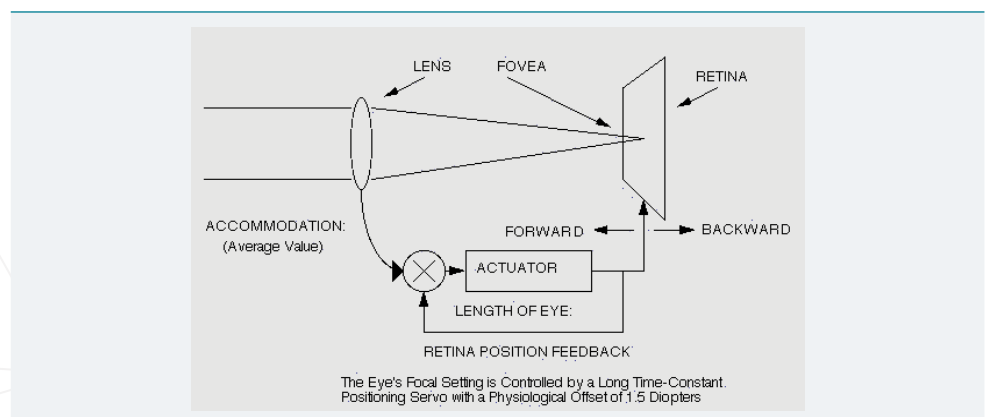 LENS
FOVEA
RETINA
ACCOMMODATION:
(Average Value)
FORWARD
BACKWARD
ACTUATOR
LENGTH OF EYE:
RETINA POSITION FEEDBACK
The Eye's Focal Setting is Controlled by a Long Time-Constant.
Positioning Servo with a Physiological Offset of 1.5 Diopters